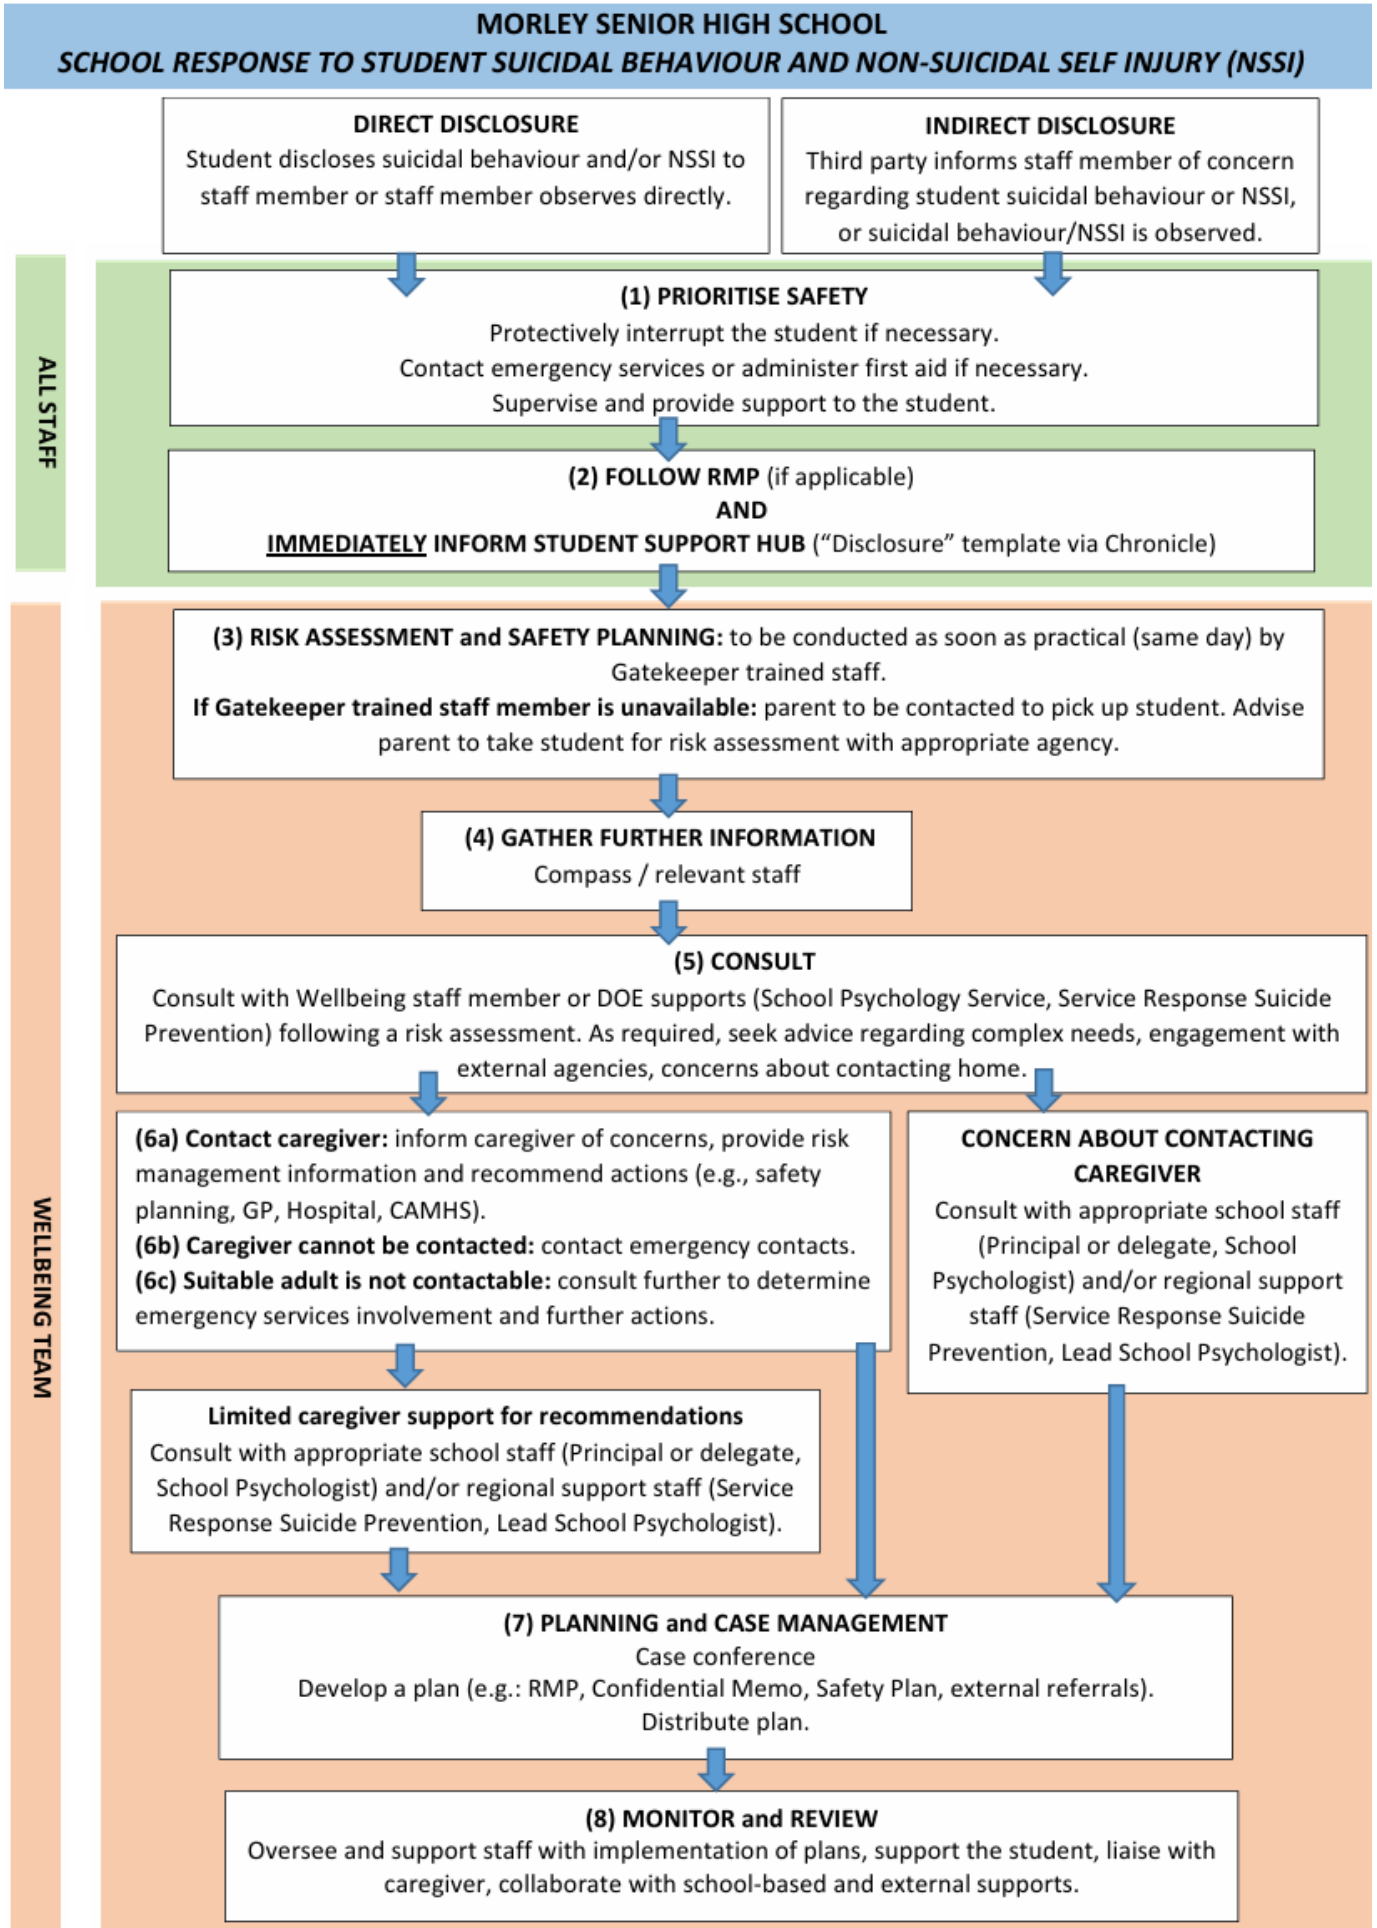 MORLEY SENIOR HIGH SCHOOL
SCHOOL RESPONSE TO STUDENT SUICIDAL BEHAVIOUR AND NON-SUICIDAL SELF INJURY (NSSI)
DIRECT DISCLOSURE
Student discloses suicidal behaviour and/or NSSI to
staff member or staff member observes directly.
INDIRECT DISCLOSURE
Third party informs staff member of concern
regarding student suicidal behaviour or NSSI,
or suicidal behaviour/NSSI is observed.
ALL STAFF
(1) PRIORITISE SAFETY
Protectively interrupt the student if necessary.
Contact emergency services or administer first aid if necessary.
Supervise and provide support to the student.
(2) FOLLOW RMP (if applicable)
AND
IMMEDIATELY INFORM STUDENT SUPPORT HUB (“Disclosure” template via Chronicle)
WELLBEING TEAM
(3) RISK ASSESSMENT and SAFETY PLANNING: to be conducted as soon as practical (same day) by
Gatekeeper trained staff.
If Gatekeeper trained staff member is unavailable: parent to be contacted to pick up student. Advise
parent to take student for risk assessment with appropriate agency.
(4) GATHER FURTHER INFORMATION
Compass / relevant staff
(5) CONSULT
Consult with Wellbeing staff member or DOE supports (School Psychology Service, Service Response Suicide
Prevention) following a risk assessment. As required, seek advice regarding complex needs, engagement with
external agencies, concerns about contacting home.
(6a) Contact caregiver: inform caregiver of concerns, provide risk
management information and recommend actions (e.g., safety
planning, GP, Hospital, CAMHS).
(6b) Caregiver cannot be contacted: contact emergency contacts.
(6c) Suitable adult is not contactable: consult further to determine
emergency services involvement and further actions.
CONCERN ABOUT CONTACTING
CAREGIVER
Consult with appropriate school staff
(Principal or delegate, School
Psychologist) and/or regional support
staff (Service Response Suicide
Prevention, Lead School Psychologist).
Limited caregiver support for recommendations
Consult with appropriate school staff (Principal or delegate,
School Psychologist) and/or regional support staff (Service
Response Suicide Prevention, Lead School Psychologist).
(7) PLANNING and CASE MANAGEMENT
Case conference
Develop a plan (e.g.: RMP, Confidential Memo, Safety Plan, external referrals).
Distribute plan.
(8) MONITOR and REVIEW
Oversee and support staff with implementation of plans, support the student, liaise with
caregiver, collaborate with school-based and external supports.